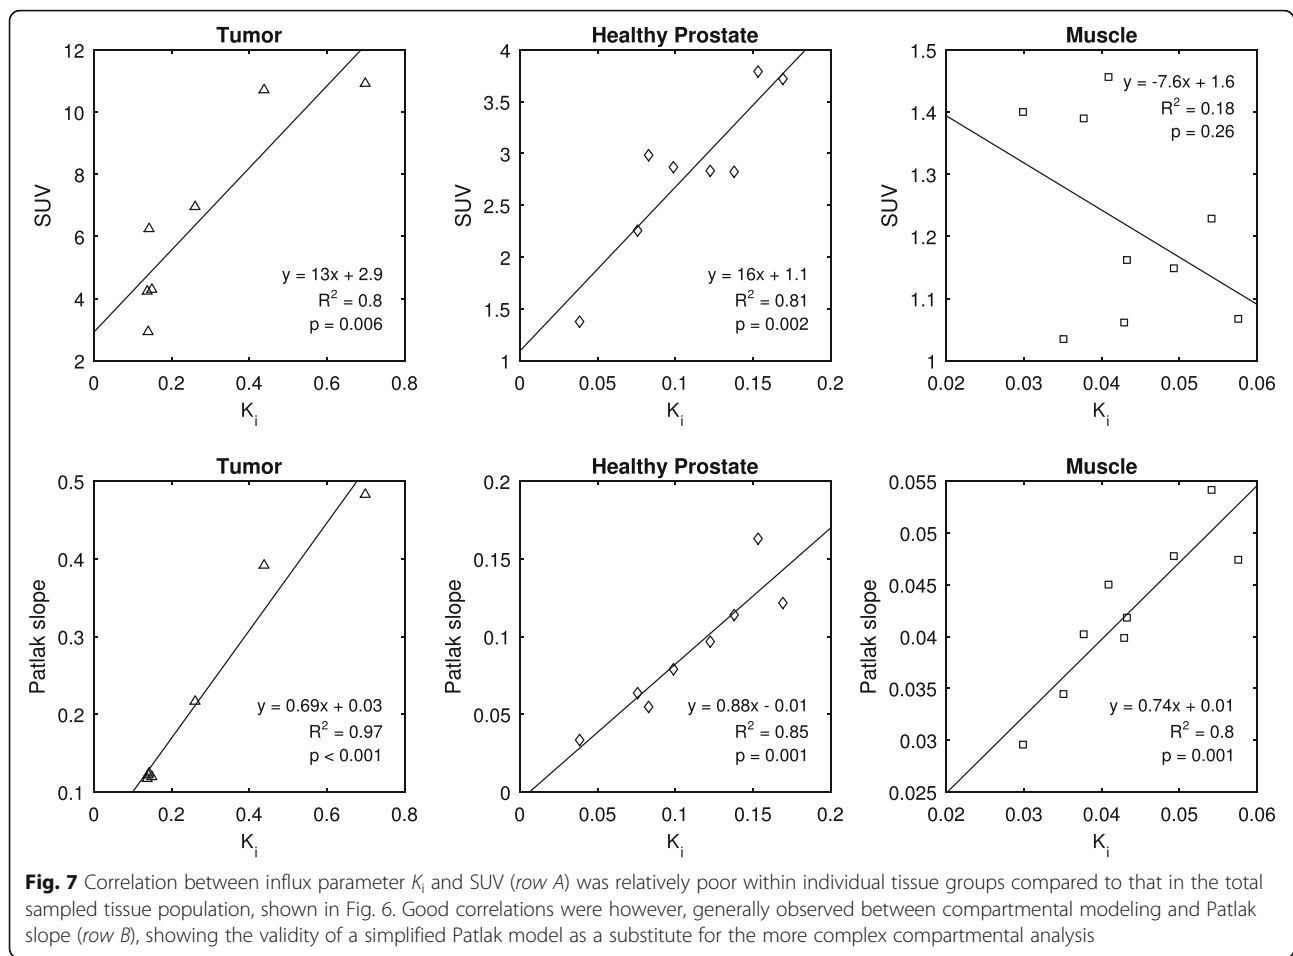 Tumor
12
10
8
6
4
2
SUV
y = 13x + 2.9
R² = 0.8
p = 0.006
0 0.2 0.4 0.6 0.8
Kᵢ
Healthy Prostate
4
3.5
3
2.5
2
1.5
1
SUV
y = 16x + 1.1
R² = 0.81
p = 0.002
0 0.05 0.1 0.15 0.2
Kᵢ
Muscle
1.5
1.4
1.3
1.2
1.1
1
SUV
y = -7.6x + 1.6
R² = 0.18
p = 0.26
0.02 0.03 0.04 0.05 0.06
Kᵢ
Tumor
0.5
0.4
0.3
0.2
0.1
Patlak slope
y = 0.69x + 0.03
R² = 0.97
p < 0.001
0 0.2 0.4 0.6 0.8
Kᵢ
Healthy Prostate
0.2
0.15
0.1
0.05
0
Patlak slope
y = 0.88x - 0.01
R² = 0.85
p = 0.001
0 0.05 0.1 0.15 0.2
Kᵢ
Muscle
0.055
0.05
0.045
0.04
0.035
0.03
0.025
Patlak slope
y = 0.74x + 0.01
R² = 0.8
p = 0.001
0.02 0.03 0.04 0.05 0.06
Kᵢ
Fig. 7 Correlation between influx parameter Kᵢ and SUV (row A) was relatively poor within individual tissue groups compared to that in the total
sampled tissue population, shown in Fig. 6. Good correlations were however, generally observed between compartmental modeling and Patlak
slope (row B), showing the validity of a simplified Patlak model as a substitute for the more complex compartmental analysis